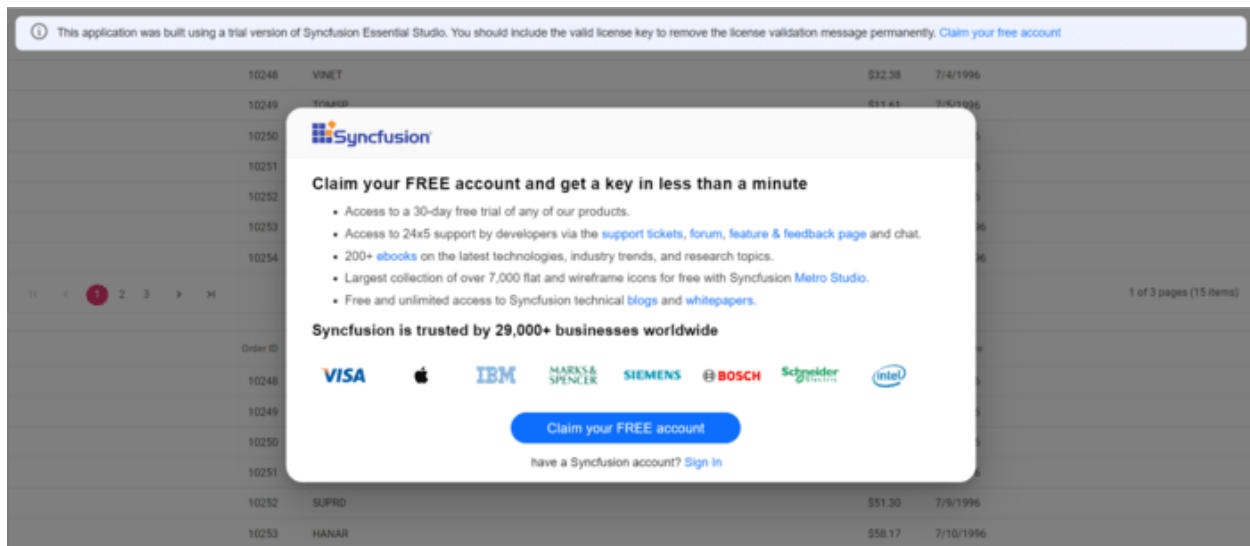 This application was built using a trial version of Syncfusion Essential Studio. You should include the valid license key to remove the license validation message permanently. Claim your free account
10248 VINET $32.38 7/4/1996
10249 TOMSP $11.61 7/5/1996
10250
10251
10252
10253
10254
Syncfusion
Claim your FREE account and get a key in less than a minute
• Access to a 30-day free trial of any of our products.
• Access to 24x5 support by developers via the support tickets, forum, feature & feedback page and chat.
• 200+ ebooks on the latest technologies, industry trends, and research topics.
• Largest collection of over 7,000 flat and wireframe icons for free with Syncfusion Metro Studio.
• Free and unlimited access to Syncfusion technical blogs and whitepapers.
1 2 3
1 of 3 pages (15 items)
Syncfusion is trusted by 29,000+ businesses worldwide
Order ID
VISA IBM MARKS & SPENCER SIEMENS BOSCH Schneider Electric intel
10248
10249
10250
10251
Claim your FREE account
have a Syncfusion account? Sign In
10252 SUPRD $51.30 7/9/1996
10253 HANAR $58.17 7/10/1996